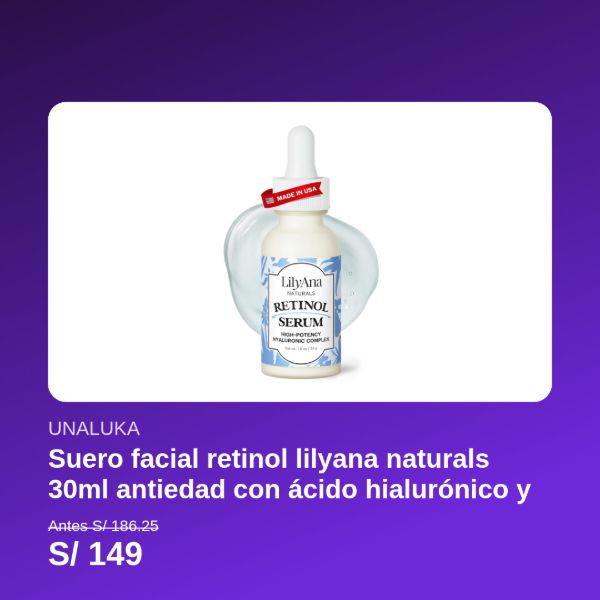 MADE IN USA
LilyAna
NATURALS
RETINOL
SERUM
HIGH-POTENCY
HYALURONIC COMPLEX
UNALUKA
Suero facial retinol lilyana naturals
30ml antiedad con ácido hialurónico y
Antes S/ 186.25
S/ 149